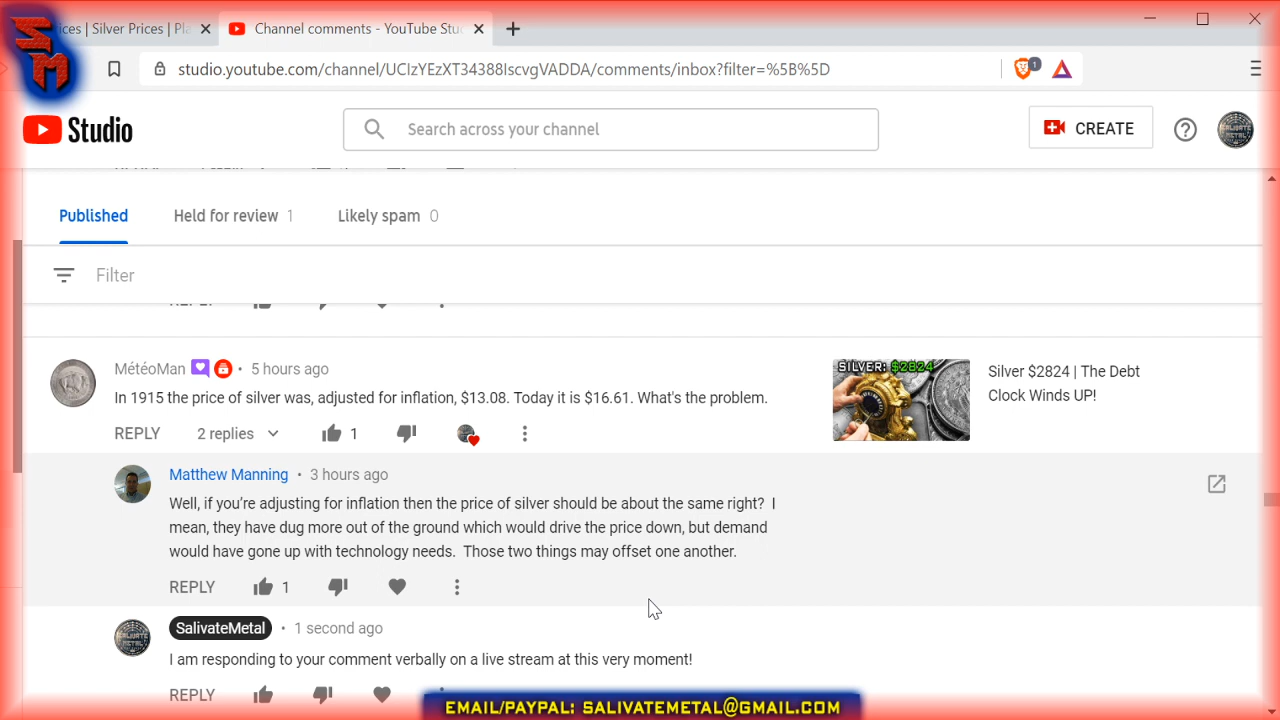 SM
ices | Silver Prices | Pla
Channel comments - YouTube Stu
studio.youtube.com/channel/UCIzYEzXT34388IscvgVADDA/comments/inbox?filter=%5B%5D
1
Studio
Search across your channel
CREATE
Published
Held for review 1
Likely spam 0
Filter
MétéoMan • 5 hours ago
In 1915 the price of silver was, adjusted for inflation, $13.08. Today it is $16.61. What's the problem.
REPLY 2 replies 1
SILVER: $2824
Silver $2824 | The Debt
Clock Winds UP!
Matthew Manning • 3 hours ago
Well, if you're adjusting for inflation then the price of silver should be about the same right? I
mean, they have dug more out of the ground which would drive the price down, but demand
would have gone up with technology needs. Those two things may offset one another.
REPLY 1
SalivateMetal • 1 second ago
I am responding to your comment verbally on a live stream at this very moment!
REPLY
EMAIL/PAYPAL: SALIVATEMETAL@GMAIL.COM